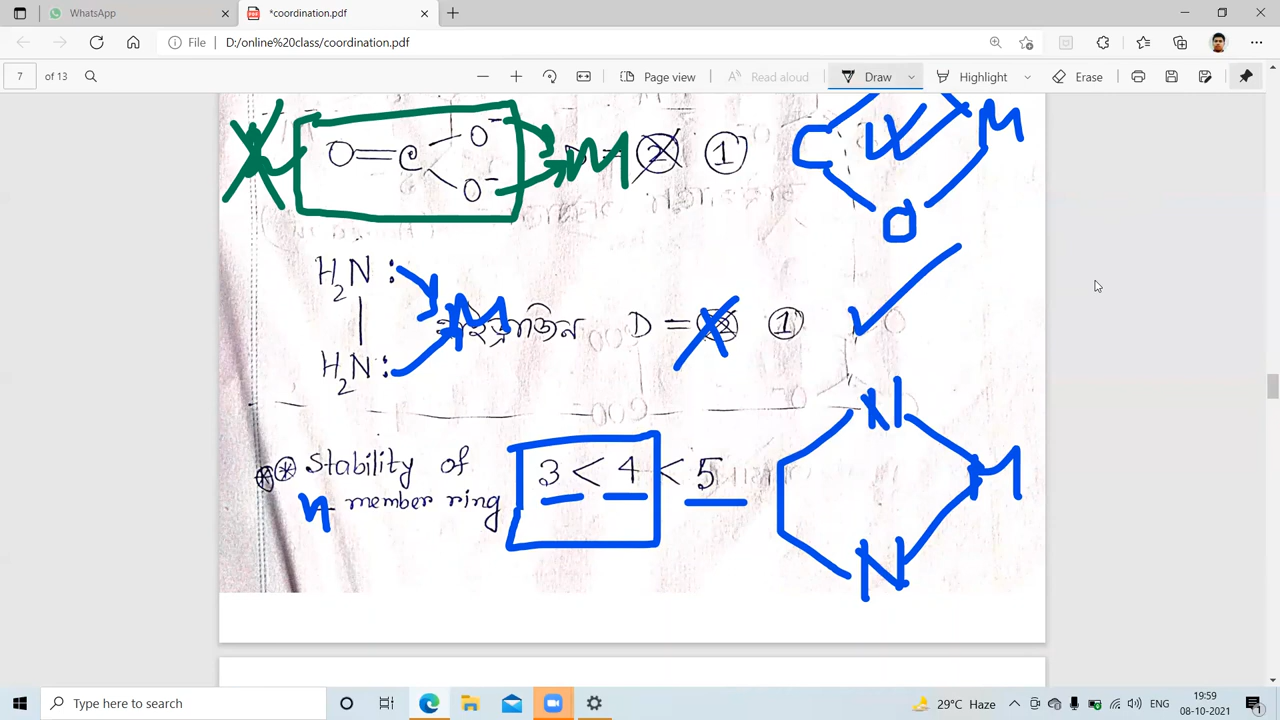 WhatsApp
*coordination.pdf
File
D:/online%20class/coordination.pdf
7
of 13
Page view
Read aloud
Draw
Highlight
Erase
O=C
O⁻
O⁻
M
2
1
C
M
O
H₂N :
M
D = 2 1
H₂N :
N
Stability of
3 < 4 < 5
M
n member ring
N
Type here to search
29°C Haze
ENG
19:59
08-10-2021
1